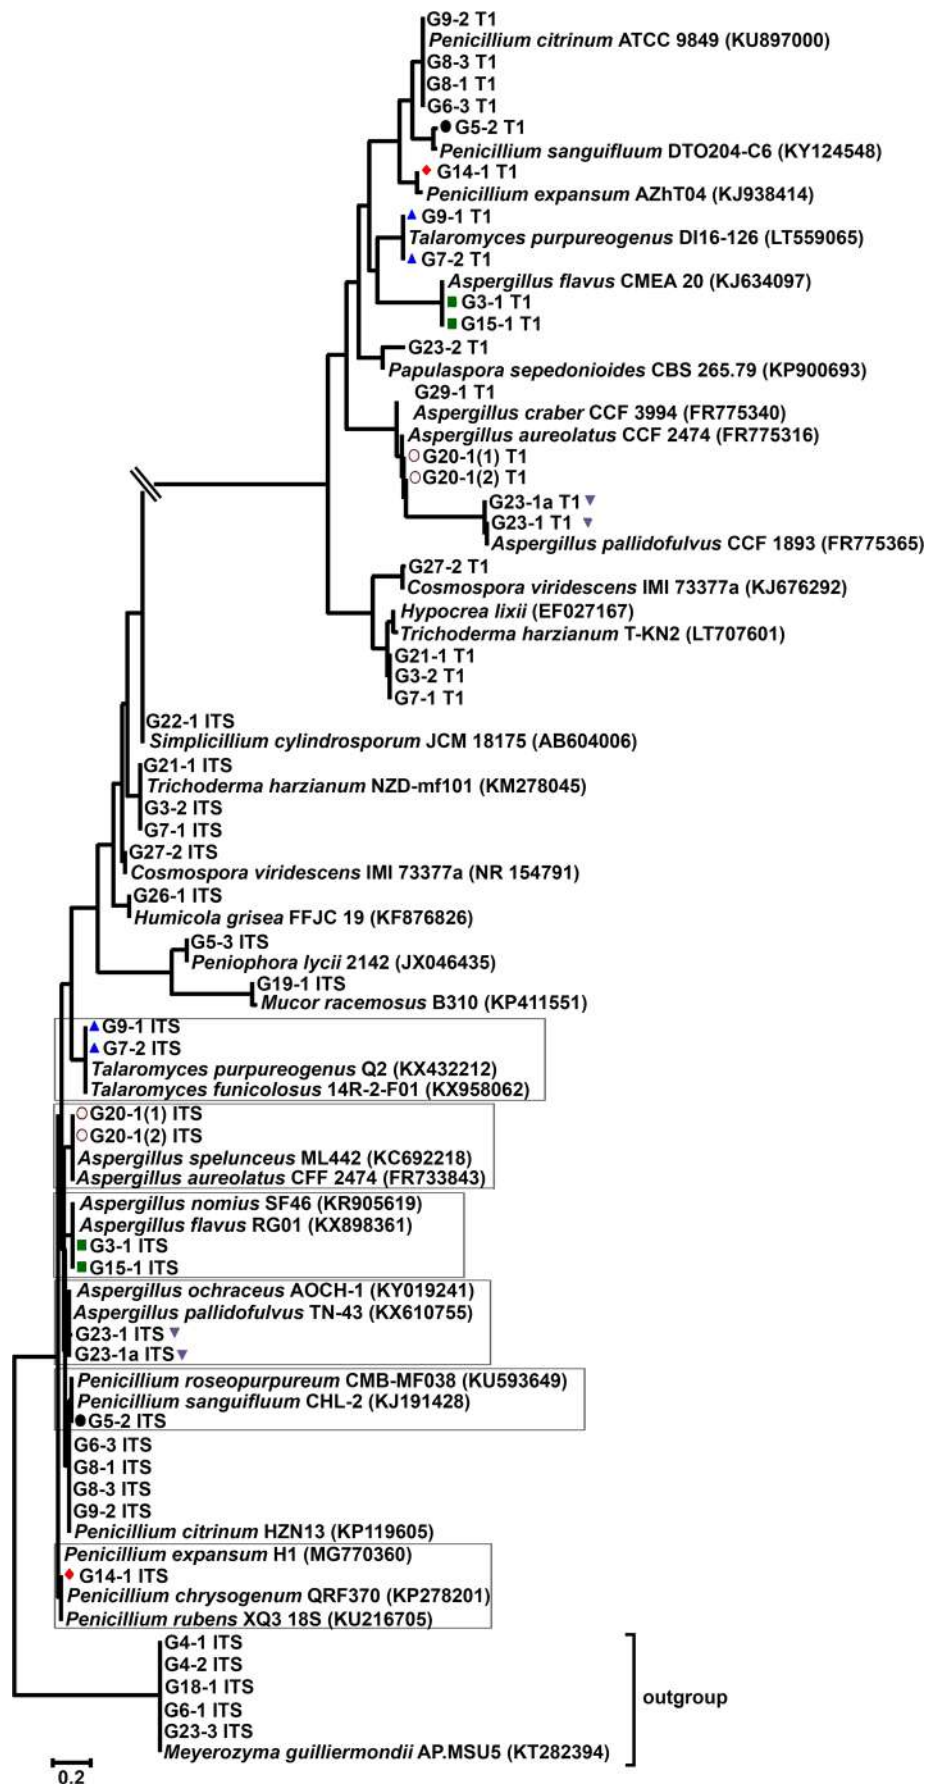 G9-2 T1
Penicillium citrinum ATCC 9849 (KU897000)
G8-3 T1
G8-1 T1
G6-3 T1
G5-2 T1
Penicillium sanguifluum DTO204-C6 (KY124548)
G14-1 T1
Penicillium expansum AZhT04 (KJ938414)
G9-1 T1
Talaromyces purpureogenus DI16-126 (LT559065)
G7-2 T1
Aspergillus flavus CMEA 20 (KJ634097)
G3-1 T1
G15-1 T1
G23-2 T1
Papulaspora sepedonioides CBS 265.79 (KP900693)
G29-1 T1
Aspergillus craber CCF 3994 (FR775340)
Aspergillus aureolatus CCF 2474 (FR775316)
G20-1(1) T1
G20-1(2) T1
G23-1a T1
G23-1 T1
Aspergillus pallidofulvus CCF 1893 (FR775365)
G27-2 T1
Cosmospora viridescens IMI 73377a (KJ676292)
Hypocrea lixii (EF027167)
Trichoderma harzianum T-KN2 (LT707601)
G21-1 T1
G3-2 T1
G7-1 T1
G22-1 ITS
Simplicillium cylindrosporum JCM 18175 (AB604006)
G21-1 ITS
Trichoderma harzianum NZD-mf101 (KM278045)
G3-2 ITS
G7-1 ITS
G27-2 ITS
Cosmospora viridescens IMI 73377a (NR 154791)
G26-1 ITS
Humicola grisea FFJC 19 (KF876826)
G5-3 ITS
Peniophora lycii 2142 (JX046435)
G19-1 ITS
Mucor racemosus B310 (KP411551)
G9-1 ITS
G7-2 ITS
Talaromyces purpureogenus Q2 (KX432212)
Talaromyces funicolosus 14R-2-F01 (KX958062)
G20-1(1) ITS
G20-1(2) ITS
Aspergillus spelunceus ML442 (KC692218)
Aspergillus aureolatus CFF 2474 (FR733843)
Aspergillus nomius SF46 (KR905619)
Aspergillus flavus RG01 (KX898361)
G3-1 ITS
G15-1 ITS
Aspergillus ochraceus AOCH-1 (KY019241)
Aspergillus pallidofulvus TN-43 (KX610755)
G23-1 ITS
G23-1a ITS
Penicillium roseopurpureum CMB-MF038 (KU593649)
Penicillium sanguifluum CHL-2 (KJ191428)
G5-2 ITS
G6-3 ITS
G8-1 ITS
G8-3 ITS
G9-2 ITS
Penicillium citrinum HZN13 (KP119605)
Penicillium expansum H1 (MG770360)
G14-1 ITS
Penicillium chrysogenum QRF370 (KP278201)
Penicillium rubens XQ3 18S (KU216705)
G4-1 ITS
G4-2 ITS
G18-1 ITS
outgroup
G6-1 ITS
G23-3 ITS
Meyerozyma guilliermondii AP.MSU5 (KT282394)
0.2